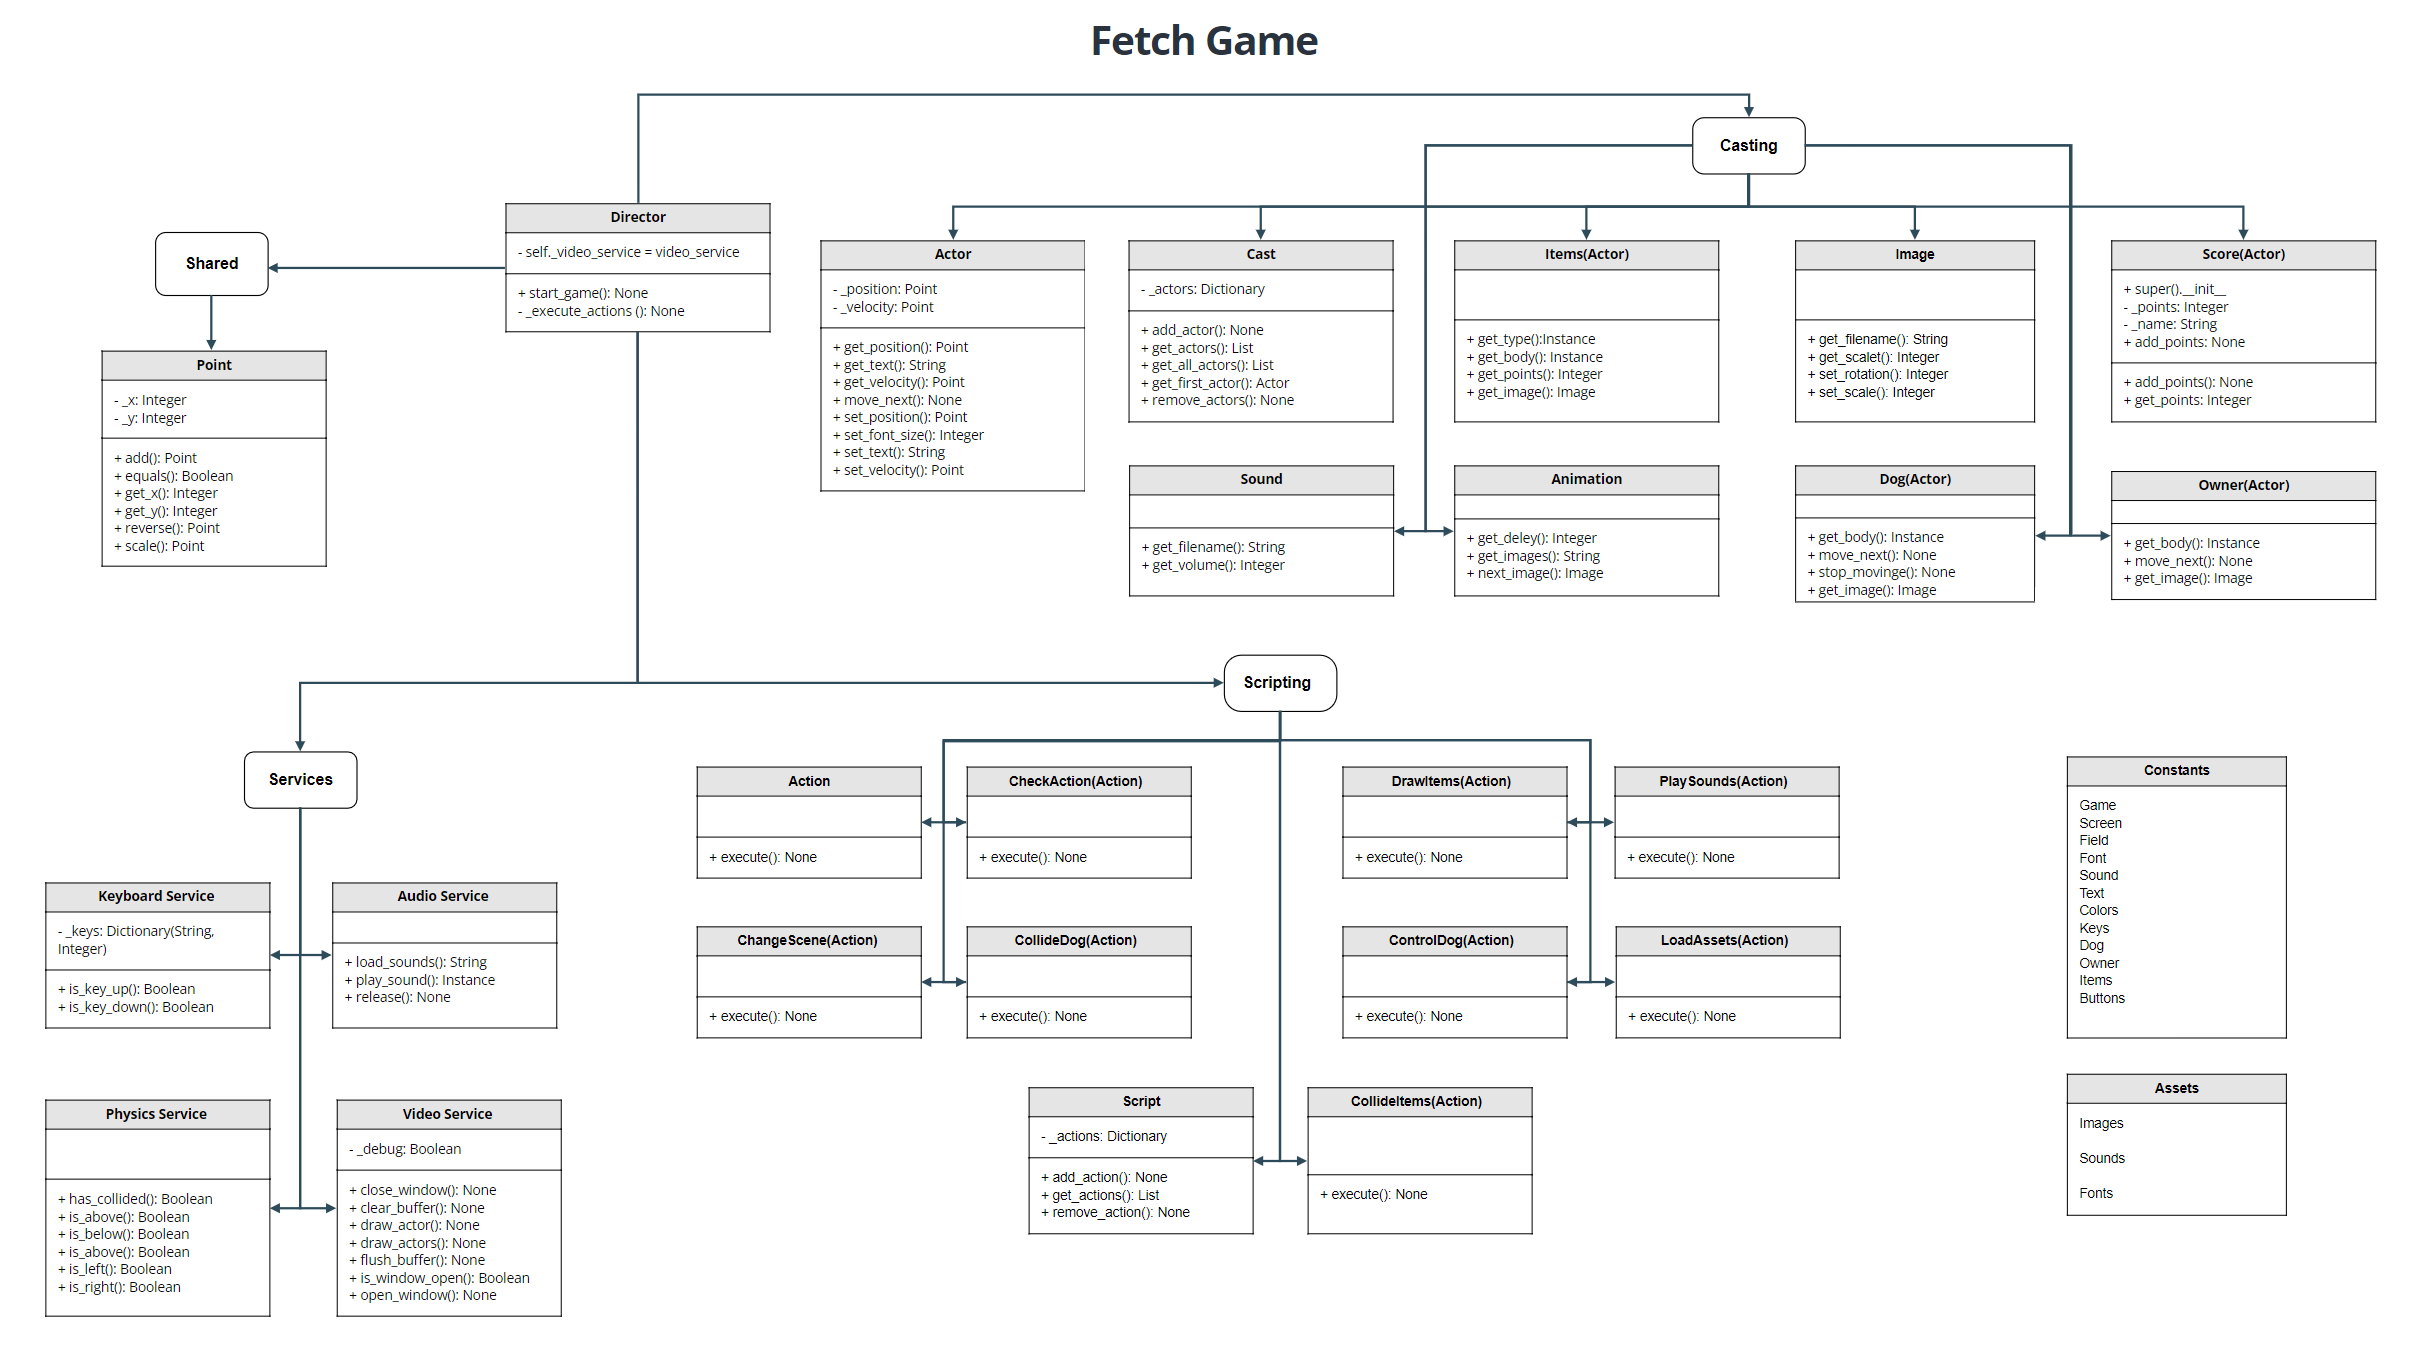 Fetch Game
Casting
Director
- self._video_service = video_service
+ start_game(): None
- _execute_actions (): None
Shared
Point
- _x: Integer
- _y: Integer
+ add(): Point
+ equals(): Boolean
+ get_x(): Integer
+ get_y(): Integer
+ reverse(): Point
+ scale(): Point
Actor
- _position: Point
- _velocity: Point
+ get_position(): Point
+ get_text(): String
+ get_velocity(): Point
+ move_next(): None
+ set_position(): Point
+ set_font_size(): Integer
+ set_text(): String
+ set_velocity(): Point
Cast
- _actors: Dictionary
+ add_actor(): None
+ get_actors(): List
+ get_all_actors(): List
+ get_first_actor(): Actor
+ remove_actors(): None
Items(Actor)
+ get_type():Instance
+ get_body(): Instance
+ get_points(): Integer
+ get_image(): Image
Image
+ get_filename(): String
+ get_scalet(): Integer
+ set_rotation(): Integer
+ set_scale(): Integer
Score(Actor)
+ super().__init__
- _points: Integer
- _name: String
+ add_points: None
+ add_points(): None
+ get_points: Integer
Sound
+ get_filename(): String
+ get_volume(): Integer
Animation
+ get_deley(): Integer
+ get_images(): String
+ next_image(): Image
Dog(Actor)
+ get_body(): Instance
+ move_next(): None
+ stop_movinge(): None
+ get_image(): Image
Owner(Actor)
+ get_body(): Instance
+ move_next(): None
+ get_image(): Image
Scripting
Services
Keyboard Service
- _keys: Dictionary(String,
Integer)
+ is_key_up(): Boolean
+ is_key_down(): Boolean
Audio Service
+ load_sounds(): String
+ play_sound(): Instance
+ release(): None
Physics Service
+ has_collided(): Boolean
+ is_above(): Boolean
+ is_below(): Boolean
+ is_above(): Boolean
+ is_left(): Boolean
+ is_right(): Boolean
Video Service
- _debug: Boolean
+ close_window(): None
+ clear_buffer(): None
+ draw_actor(): None
+ draw_actors(): None
+ flush_buffer(): None
+ is_window_open(): Boolean
+ open_window(): None
Action
+ execute(): None
CheckAction(Action)
+ execute(): None
DrawItems(Action)
+ execute(): None
PlaySounds(Action)
+ execute(): None
ChangeScene(Action)
+ execute(): None
CollideDog(Action)
+ execute(): None
ControlDog(Action)
+ execute(): None
LoadAssets(Action)
+ execute(): None
Script
- _actions: Dictionary
+ add_action(): None
+ get_actions(): List
+ remove_action(): None
CollideItems(Action)
+ execute(): None
Constants
Game
Screen
Field
Font
Sound
Text
Colors
Keys
Dog
Owner
Items
Buttons
Assets
Images
Sounds
Fonts